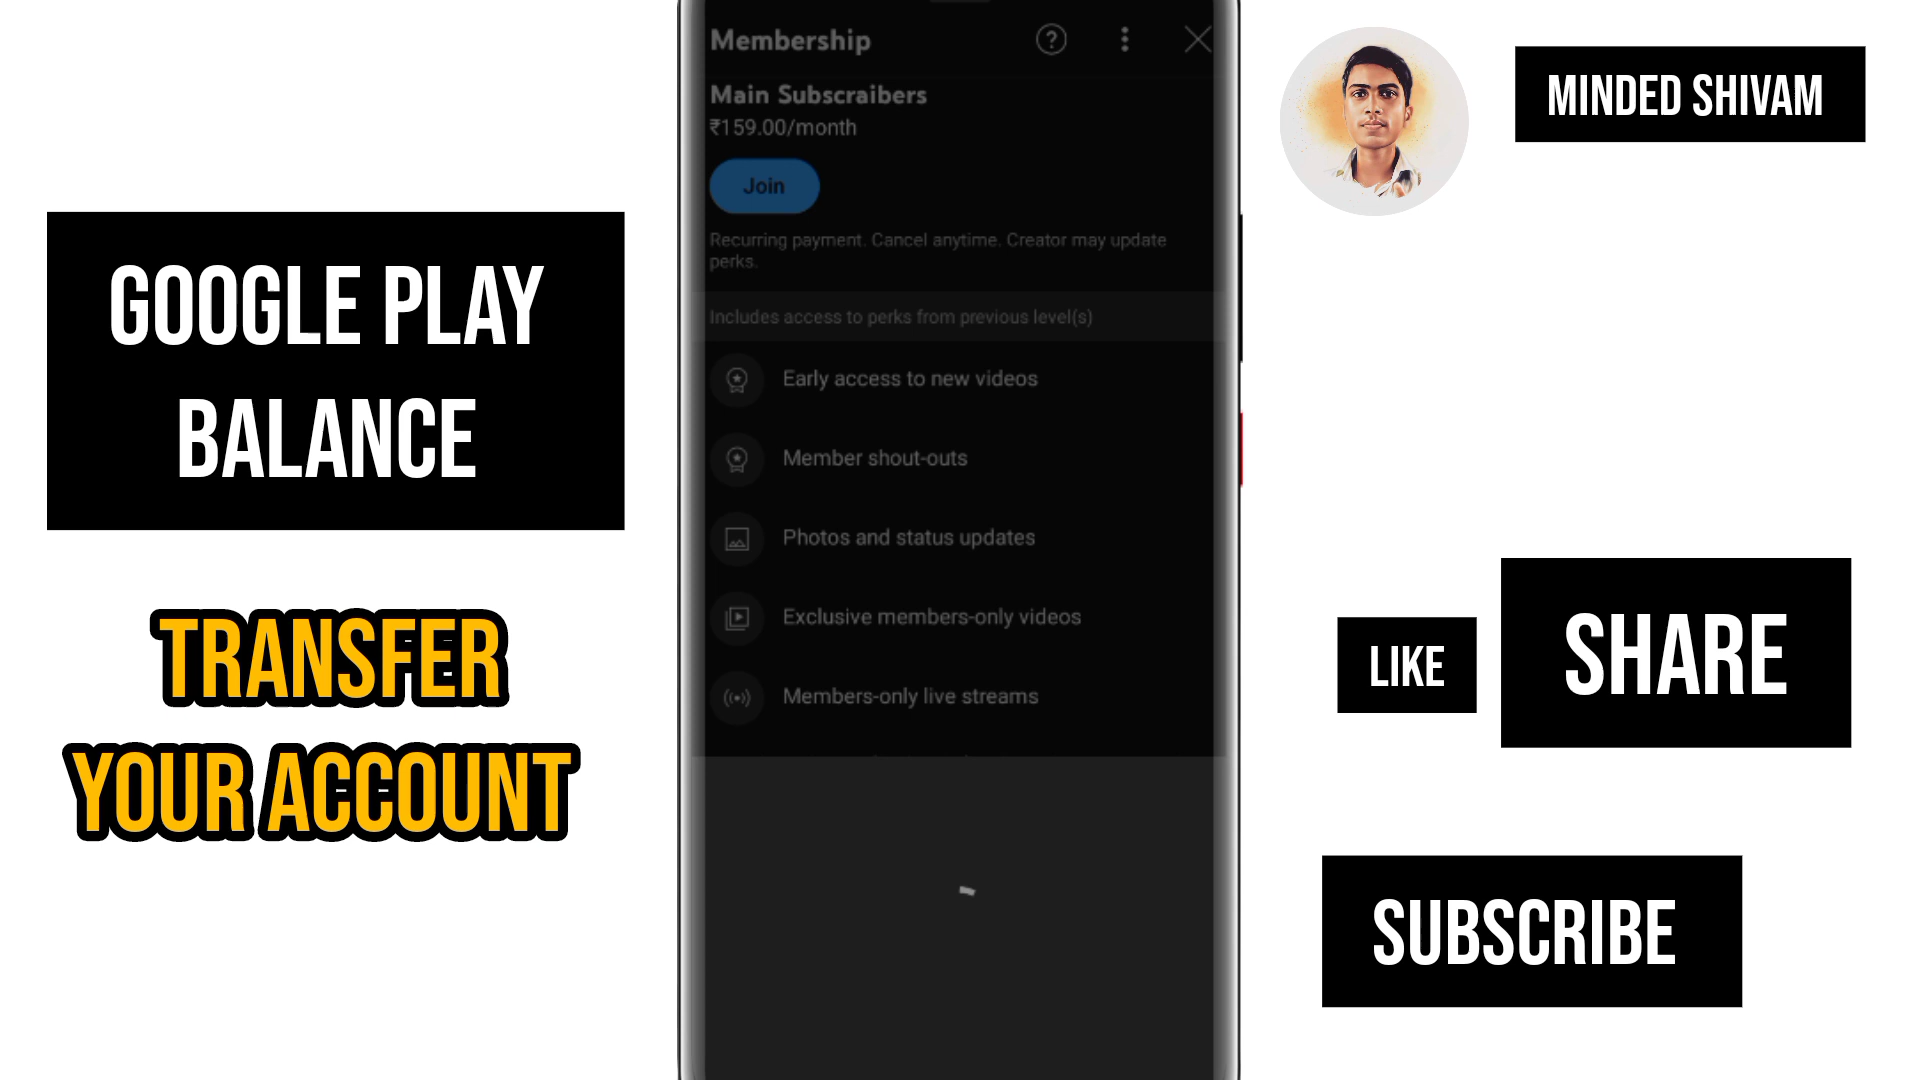 GOOGLE PLAY
BALANCE
TRANSFER
YOUR ACCOUNT
Membership
Main Subscraibers
₹159.00/month
Join
Recurring payment. Cancel anytime. Creator may update
perks.
Includes access to perks from previous level(s)
Early access to new videos
Member shout-outs
Photos and status updates
Exclusive members-only videos
Members-only live streams
MINDED SHIVAM
LIKE
SHARE
SUBSCRIBE